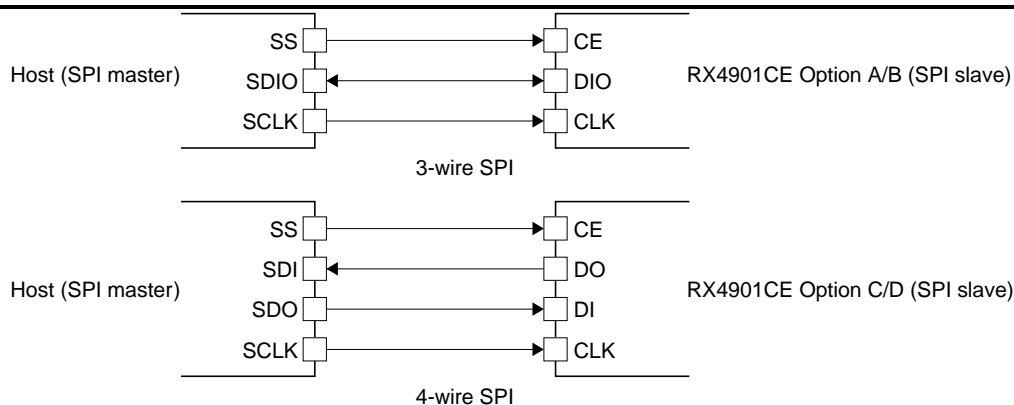 SS CE
Host (SPI master) SDIO DIO RX4901CE Option A/B (SPI slave)
SCLK CLK
3-wire SPI
SS CE
SDI DO
Host (SPI master) RX4901CE Option C/D (SPI slave)
SDO DI
SCLK CLK
4-wire SPI